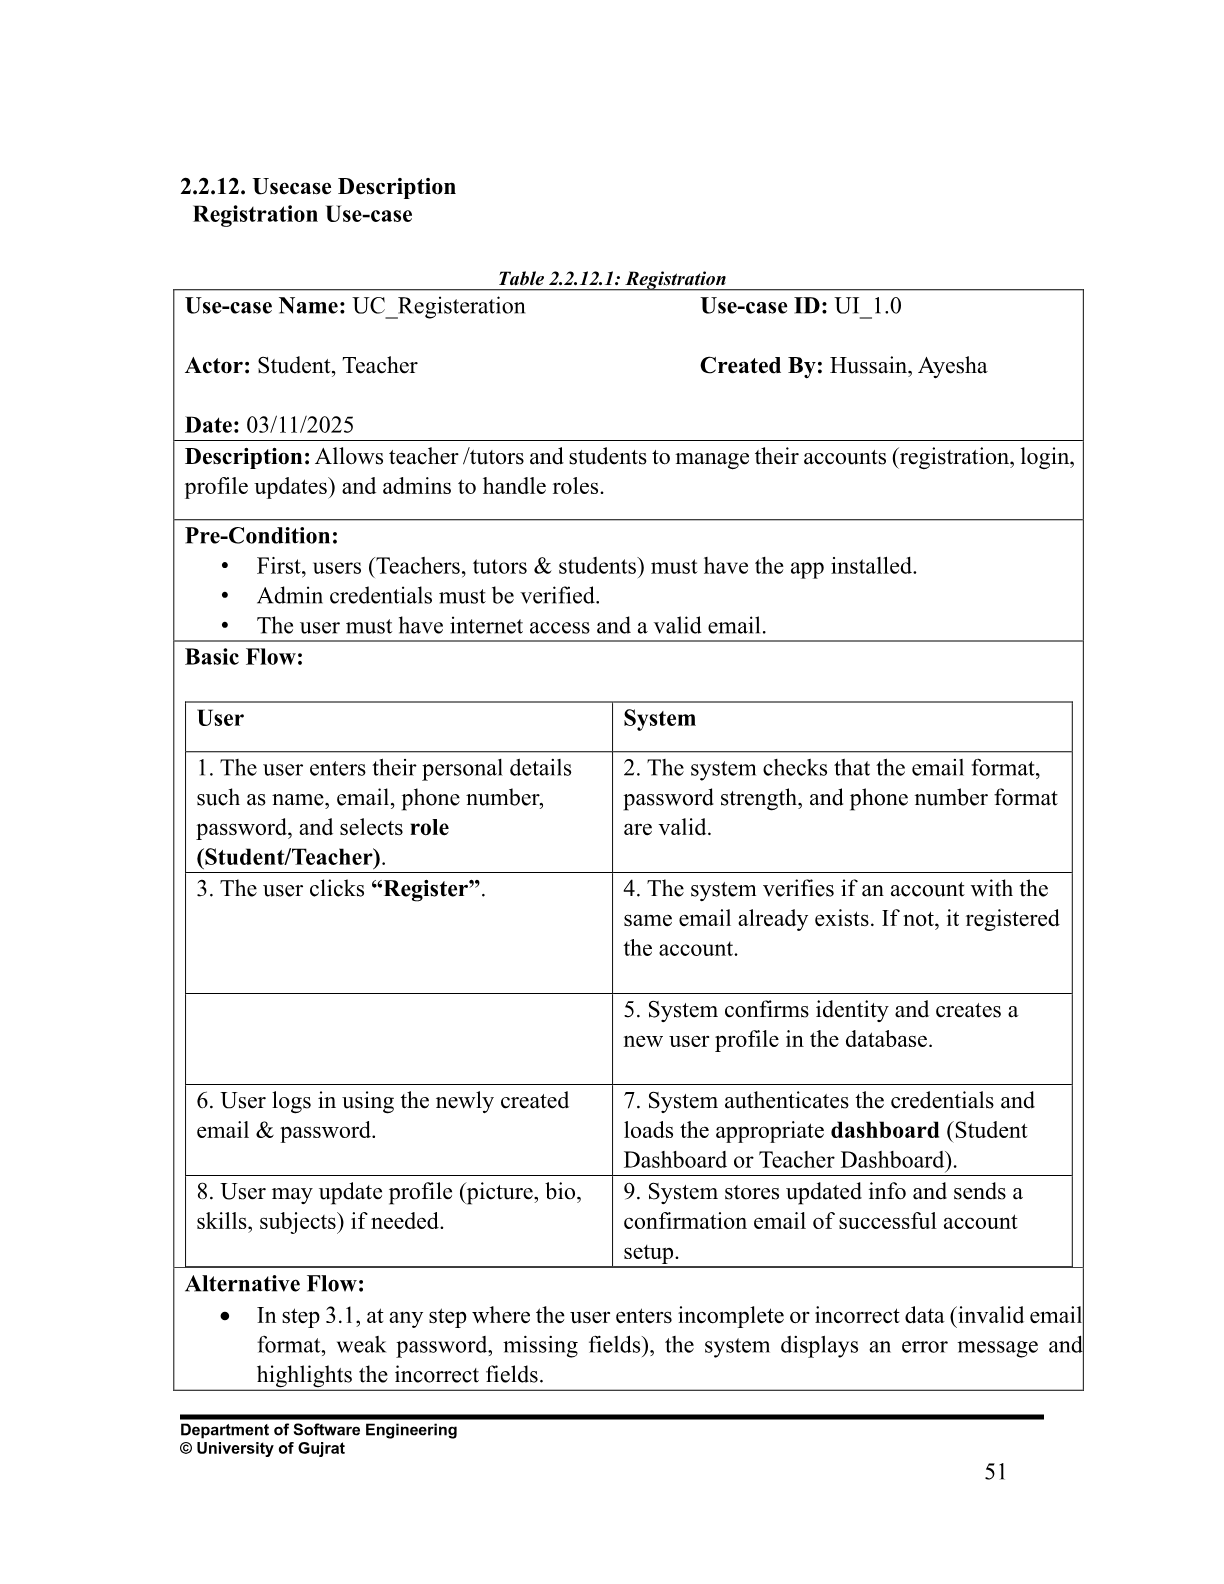 2.2.12. Usecase Description
Registration Use-case
Table 2.2.12.1: Registration
Use-case Name: UC_Registeration Use-case ID: UI_1.0
Actor: Student, Teacher Created By: Hussain, Ayesha
Date: 03/11/2025
Description: Allows teacher /tutors and students to manage their accounts (registration, login,
profile updates) and admins to handle roles.
Pre-Condition:
• First, users (Teachers, tutors & students) must have the app installed.
• Admin credentials must be verified.
• The user must have internet access and a valid email.
Basic Flow:
User System
1. The user enters their personal details
such as name, email, phone number,
password, and selects role
(Student/Teacher).
2. The system checks that the email format,
password strength, and phone number format
are valid.
3. The user clicks “Register”.
4. The system verifies if an account with the
same email already exists. If not, it registered
the account.
5. System confirms identity and creates a
new user profile in the database.
6. User logs in using the newly created
email & password.
7. System authenticates the credentials and
loads the appropriate dashboard (Student
Dashboard or Teacher Dashboard).
8. User may update profile (picture, bio,
skills, subjects) if needed.
9. System stores updated info and sends a
confirmation email of successful account
setup.
Alternative Flow:
• In step 3.1, at any step where the user enters incomplete or incorrect data (invalid email
format, weak password, missing fields), the system displays an error message and
highlights the incorrect fields.
Department of Software Engineering
© University of Gujrat
51